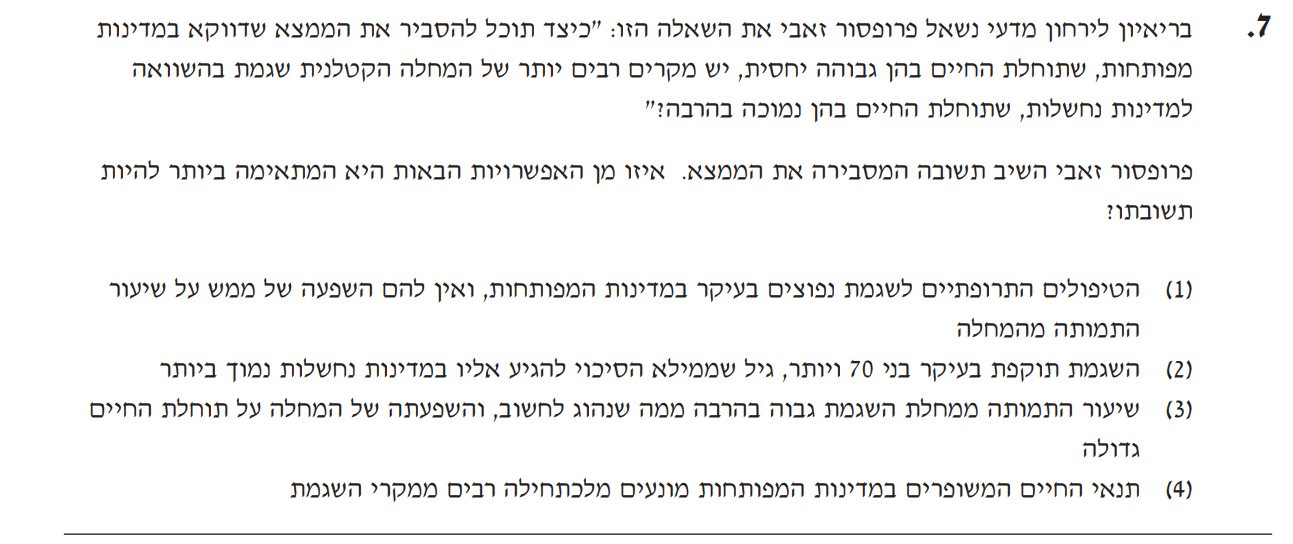 7. בריאיון לירחון מדעי נשאל פרופסור זאבי את השאלה הזו: "כיצד תוכל להסביר את הממצא שדווקא במדינות
מפותחות, שתוחלת החיים בהן גבוהה יחסית, יש מקרים רבים יותר של המחלה הקטלנית שגמת בהשוואה
למדינות נחשלות, שתוחלת החיים בהן נמוכה בהרבה?"
פרופסור זאבי השיב תשובה המסבירה את הממצא. איזו מן האפשרויות הבאות היא המתאימה ביותר להיות
תשובתו?
(1) הטיפולים התרופתיים לשגמת נפוצים בעיקר במדינות המפותחות, ואין להם השפעה של ממש על שיעור
התמותה מהמחלה
(2) השגמת תוקפת בעיקר בני 70 ויותר, גיל שממילא הסיכוי להגיע אליו במדינות נחשלות נמוך ביותר
(3) שיעור התמותה ממחלת השגמת גבוה בהרבה ממה שנהוג לחשוב, והשפעתה של המחלה על תוחלת החיים
גדולה
(4) תנאי החיים המשופרים במדינות המפותחות מונעים מלכתחילה רבים ממקרי השגמת